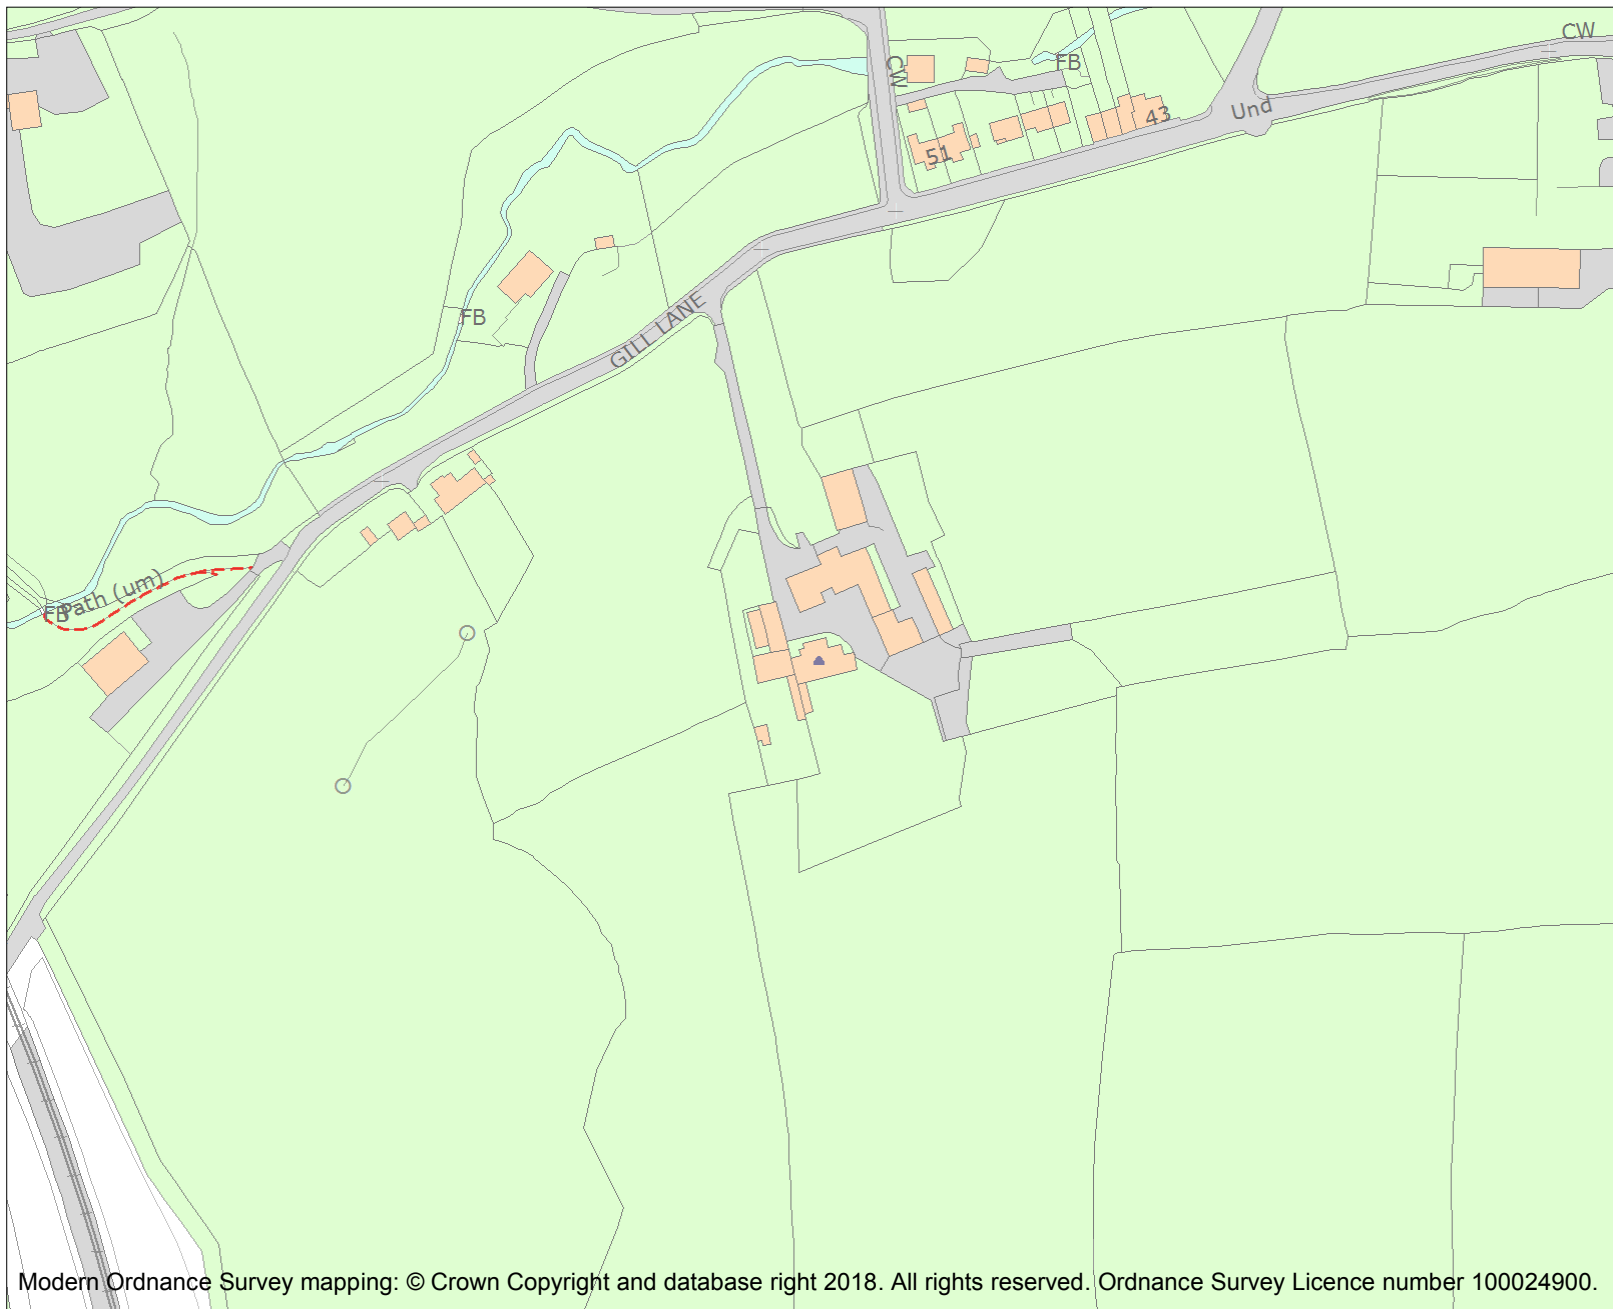 CW
CW
FB
43
Und
51
FB
GILL LANE
Path (um)
FB
Modern Ordnance Survey mapping: © Crown Copyright and database right 2018. All rights reserved. Ordnance Survey Licence number 100024900.